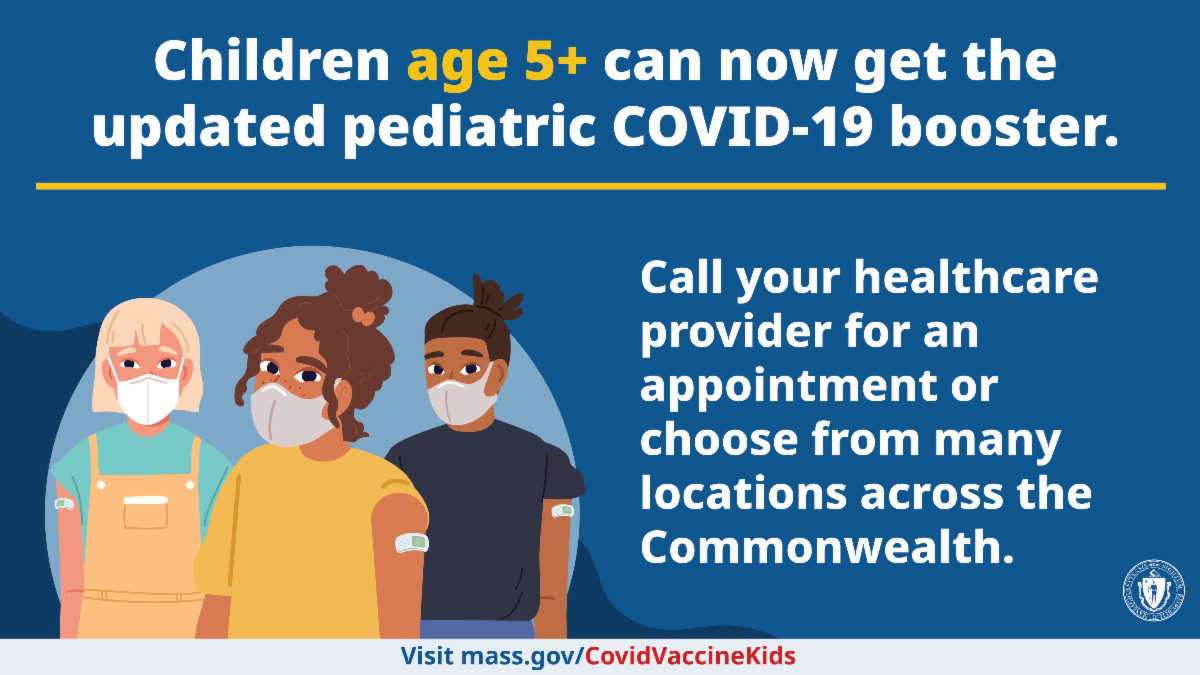 Children age 5+ can now get the
updated pediatric COVID-19 booster.
Call your healthcare
provider for an
appointment or
choose from many
locations across the
Commonwealth.
Visit mass.gov/CovidVaccineKids